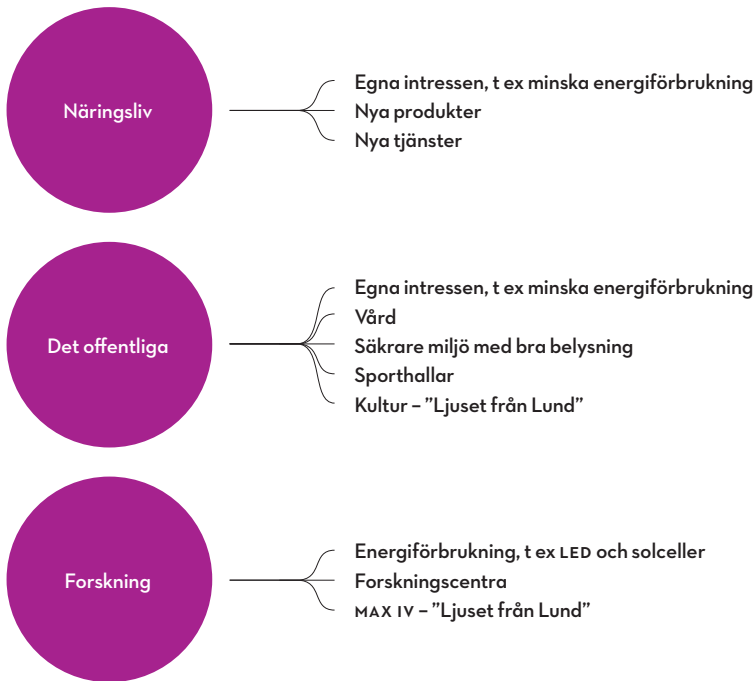 Näringsliv
Egna intressen, t ex minska energiförbrukning
Nya produkter
Nya tjänster
Det offentliga
Egna intressen, t ex minska energiförbrukning
Vård
Säkrare miljö med bra belysning
Sporthallar
Kultur – ”Ljuset från Lund”
Forskning
Energiförbrukning, t ex LED och solceller
Forskningscentra
MAX IV – ”Ljuset från Lund”